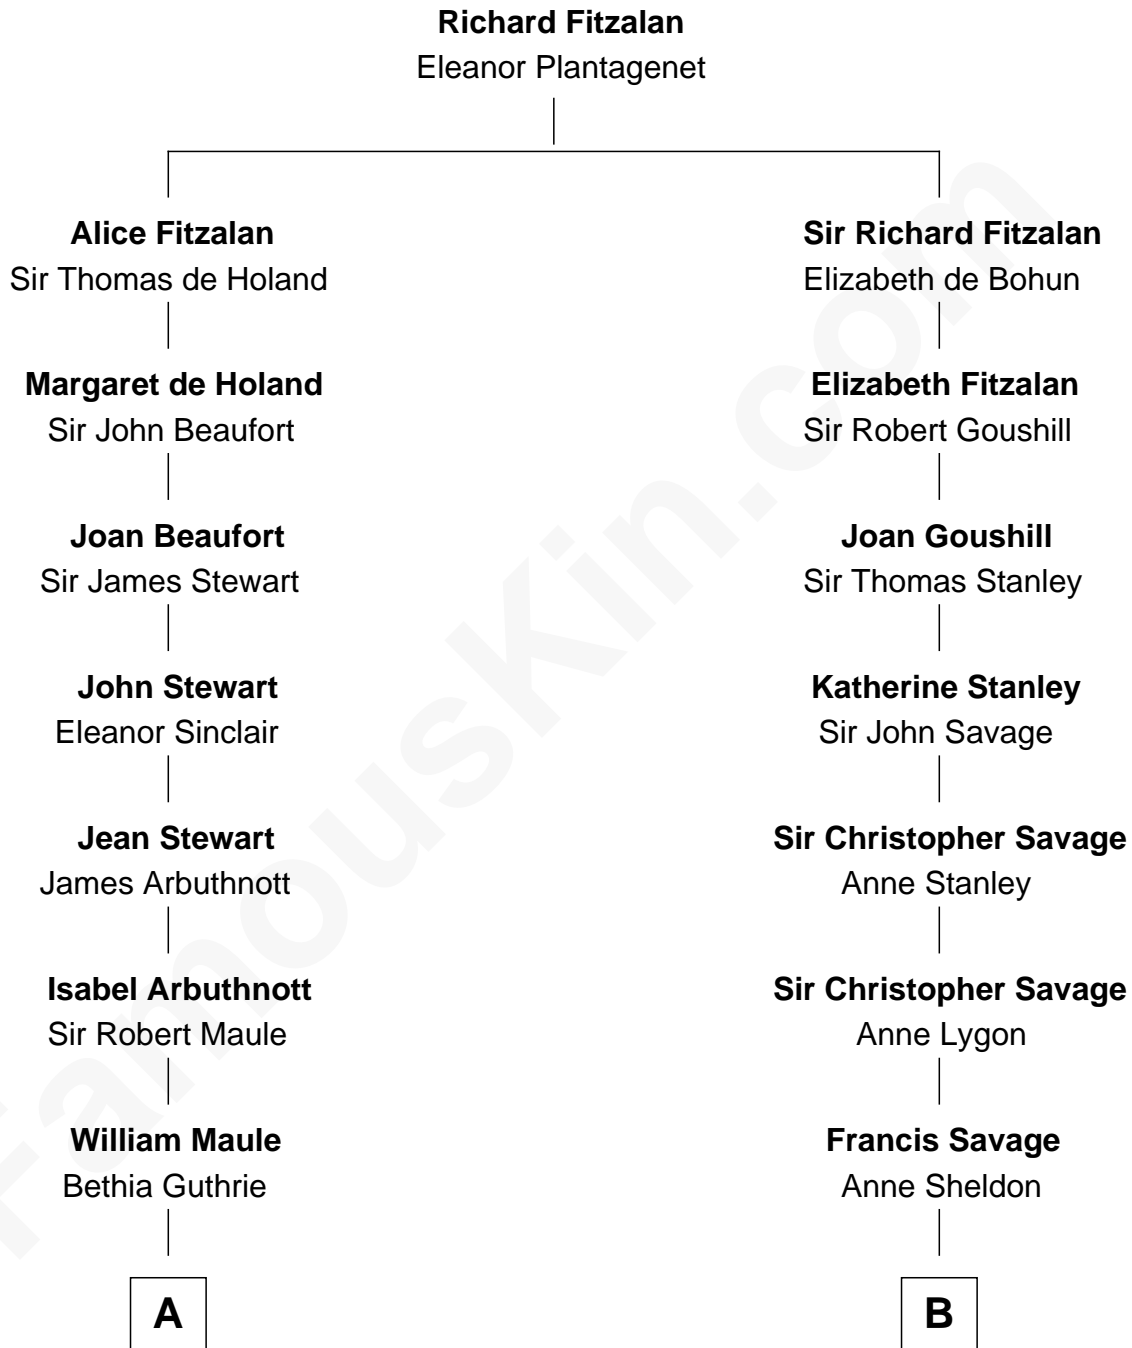 Richard Fitzalan
Eleanor Plantagenet
Alice Fitzalan
Sir Thomas de Holand
Sir Richard Fitzalan
Elizabeth de Bohun
Margaret de Holand
Sir John Beaufort
Elizabeth Fitzalan
Sir Robert Goushill
Joan Beaufort
Sir James Stewart
Joan Goushill
Sir Thomas Stanley
John Stewart
Eleanor Sinclair
Katherine Stanley
Sir John Savage
Jean Stewart
James Arbuthnott
Sir Christopher Savage
Anne Stanley
Isabel Arbuthnott
Sir Robert Maule
Sir Christopher Savage
Anne Lygon
William Maule
Bethia Guthrie
Francis Savage
Anne Sheldon
A
B
FamousKin.com